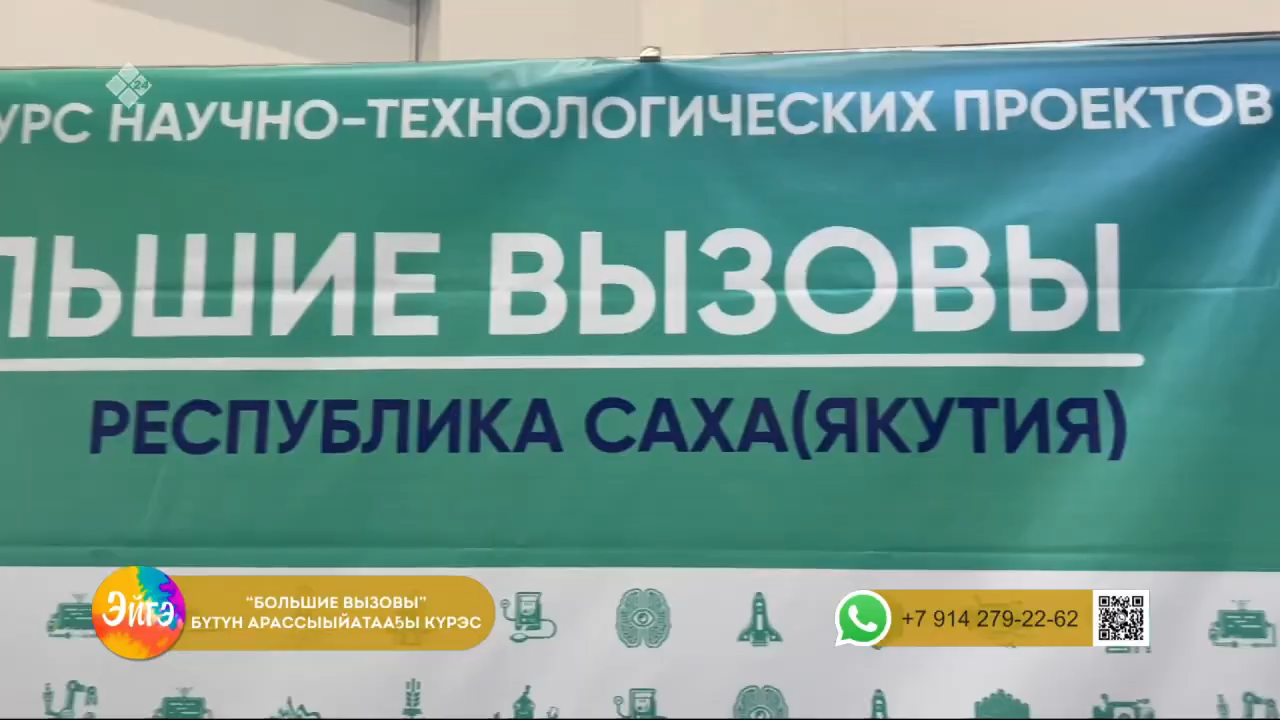 24
УРС НАУЧНО-ТЕХНОЛОГИЧЕСКИХ ПРОЕКТОВ
ЛЬШИЕ ВЫЗОВЫ
РЕСПУБЛИКА САХА(ЯКУТИЯ)
Эйгэ
“БОЛЬШИЕ ВЫЗОВЫ”
БҮТҮН АРАССЫЫЙАТААҔЫ КҮРЭС
+7 914 279-22-62